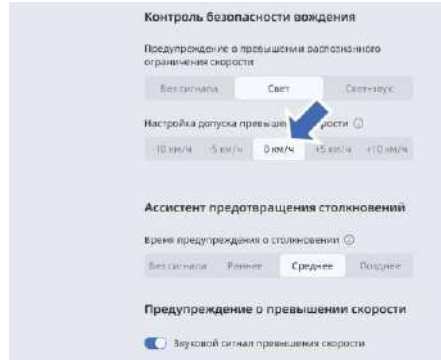 Контроль безопасности вождения
Предупреждение о превышении распознанного
ограничения скорости
Без сигнала Свет Свет+звук
Настройка допуска превышения скорости
-10 км/ч -5 км/ч 0 км/ч +5 км/ч +10 км/ч
Ассистент предотвращения столкновений
Время предупреждения о столкновении
Без сигнала Раннее Среднее Позднее
Предупреждение о превышении скорости
Звуковой сигнал превышения скорости